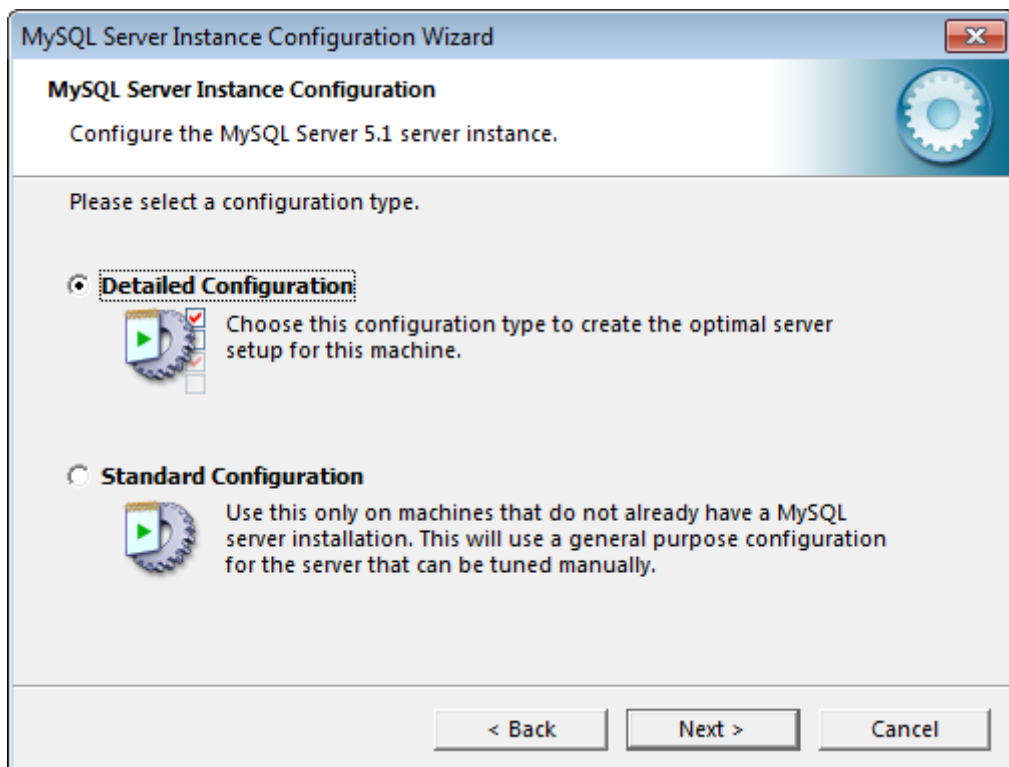 MySQL Server Instance Configuration Wizard
MySQL Server Instance Configuration
Configure the MySQL Server 5.1 server instance.
Please select a configuration type.
Detailed Configuration
Choose this configuration type to create the optimal server
setup for this machine.
Standard Configuration
Use this only on machines that do not already have a MySQL
server installation. This will use a general purpose configuration
for the server that can be tuned manually.
< Back
Next >
Cancel